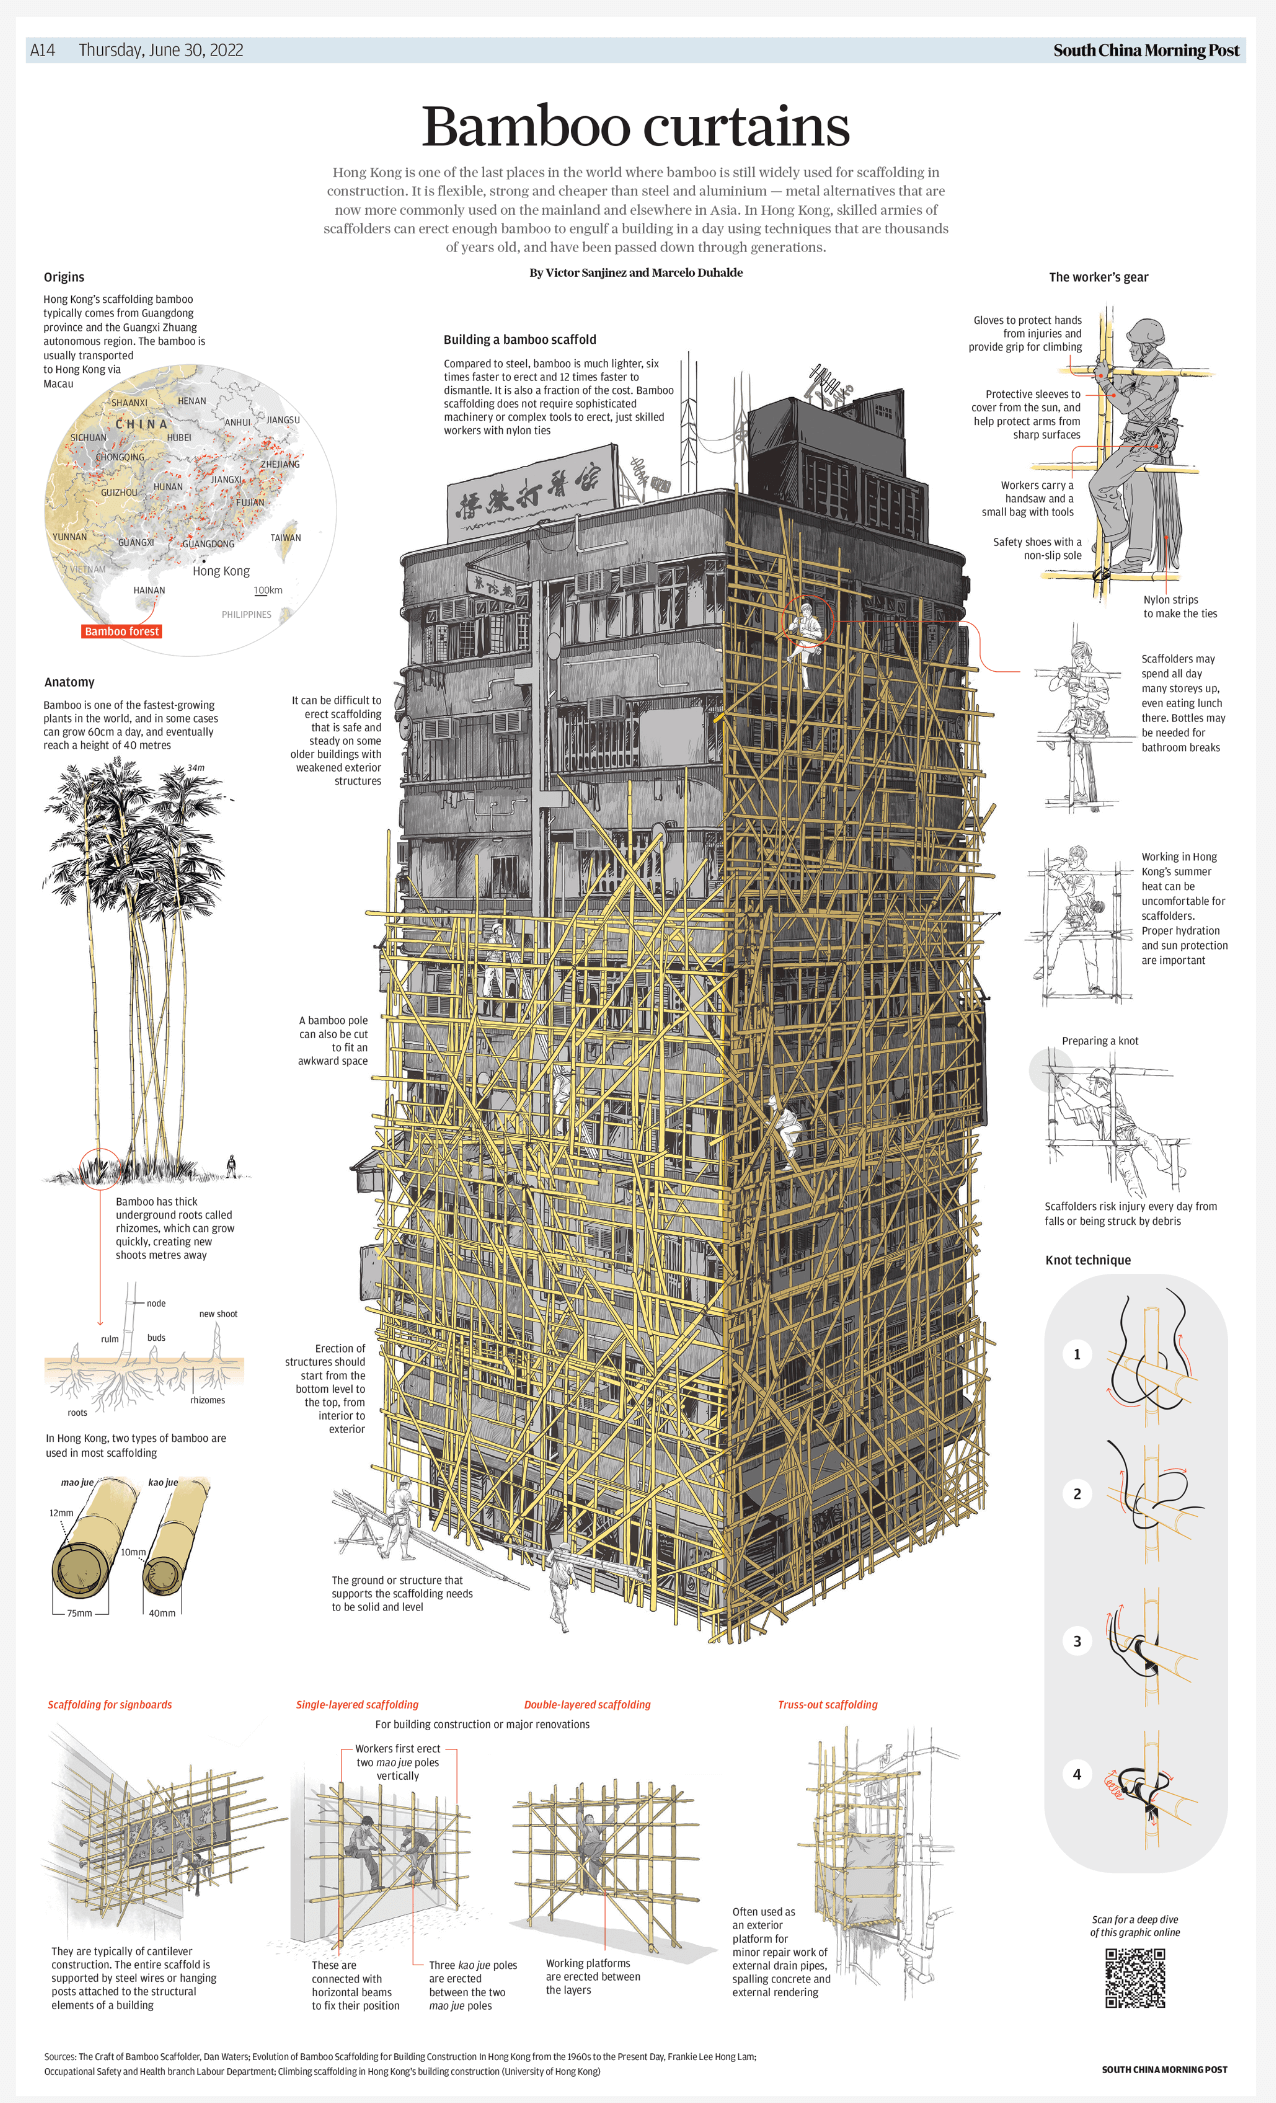 A14 Thursday, June 30, 2022
South China Morning Post
Bamboo curtains
Hong Kong is one of the last places in the world where bamboo is still widely used for scaffolding in
construction. It is flexible, strong and cheaper than steel and aluminium — metal alternatives that are
now more commonly used on the mainland and elsewhere in Asia. In Hong Kong, skilled armies of
scaffolders can erect enough bamboo to engulf a building in a day using techniques that are thousands
of years old, and have been passed down through generations.
By Victor Sanjinez and Marcelo Duhalde
Origins
Hong Kong's scaffolding bamboo
typically comes from Guangdong
province and the Guangxi Zhuang
autonomous region. The bamboo is
usually transported
to Hong Kong via
Macau
SHAANXI
HENAN
CHINA
ANHUI
JIANGSU
SICHUAN
HUBEI
CHONGQING
ZHEJIANG
GUIZHOU
HUNAN
JIANGXI
FUJIAN
YUNNAN
GUANGXI
GUANGDONG
TAIWAN
VIETNAM
Hong Kong
HAINAN
100km
PHILIPPINES
Bamboo forest
Anatomy
Bamboo is one of the fastest-growing
plants in the world, and in some cases
can grow 60cm a day, and eventually
reach a height of 40 metres
34m
Bamboo has thick
underground roots called
rhizomes, which can grow
quickly, creating new
shoots metres away
node
new shoot
rulm
buds
rhizomes
roots
In Hong Kong, two types of bamboo are
used in most scaffolding
mao jue
kao jue
12mm
10mm
75mm
40mm
Building a bamboo scaffold
Compared to steel, bamboo is much lighter, six
times faster to erect and 12 times faster to
dismantle. It is also a fraction of the cost. Bamboo
scaffolding does not require sophisticated
machinery or complex tools to erect, just skilled
workers with nylon ties
It can be difficult to
erect scaffolding
that is safe and
steady on some
older buildings with
weakened exterior
structures
A bamboo pole
can also be cut
to fit an
awkward space
Erection of
structures should
start from the
bottom level to
the top, from
interior to
exterior
The ground or structure that
supports the scaffolding needs
to be solid and level
The worker's gear
Gloves to protect hands
from injuries and
provide grip for climbing
Protective sleeves to
cover from the sun, and
help protect arms from
sharp surfaces
Workers carry a
handsaw and a
small bag with tools
Safety shoes with a
non-slip sole
Nylon strips
to make the ties
Scaffolders may
spend all day
many storeys up,
even eating lunch
there. Bottles may
be needed for
bathroom breaks
Working in Hong
Kong's summer
heat can be
uncomfortable for
scaffolders.
Proper hydration
and sun protection
are important
Preparing a knot
Scaffolders risk injury every day from
falls or being struck by debris
Knot technique
1
2
3
4
Scaffolding for signboards
They are typically of cantilever
construction. The entire scaffold is
supported by steel wires or hanging
posts attached to the structural
elements of a building
Single-layered scaffolding
Double-layered scaffolding
For building construction or major renovations
Workers first erect
two mao jue poles
vertically
These are
connected with
horizontal beams
to fix their position
Three kao jue poles
are erected
between the two
mao jue poles
Working platforms
are erected between
the layers
Truss-out scaffolding
Often used as
an exterior
platform for
minor repair work of
external drain pipes,
spalling concrete and
external rendering
Scan for a deep dive
of this graphic online
Sources: The Craft of Bamboo Scaffolder, Dan Waters; Evolution of Bamboo Scaffolding for Building Construction In Hong Kong from the 1960s to the Present Day, Frankie Lee Hong Lam;
Occupational Safety and Health branch Labour Department; Climbing scaffolding in Hong Kong's building construction (University of Hong Kong)
SOUTH CHINA MORNING POST